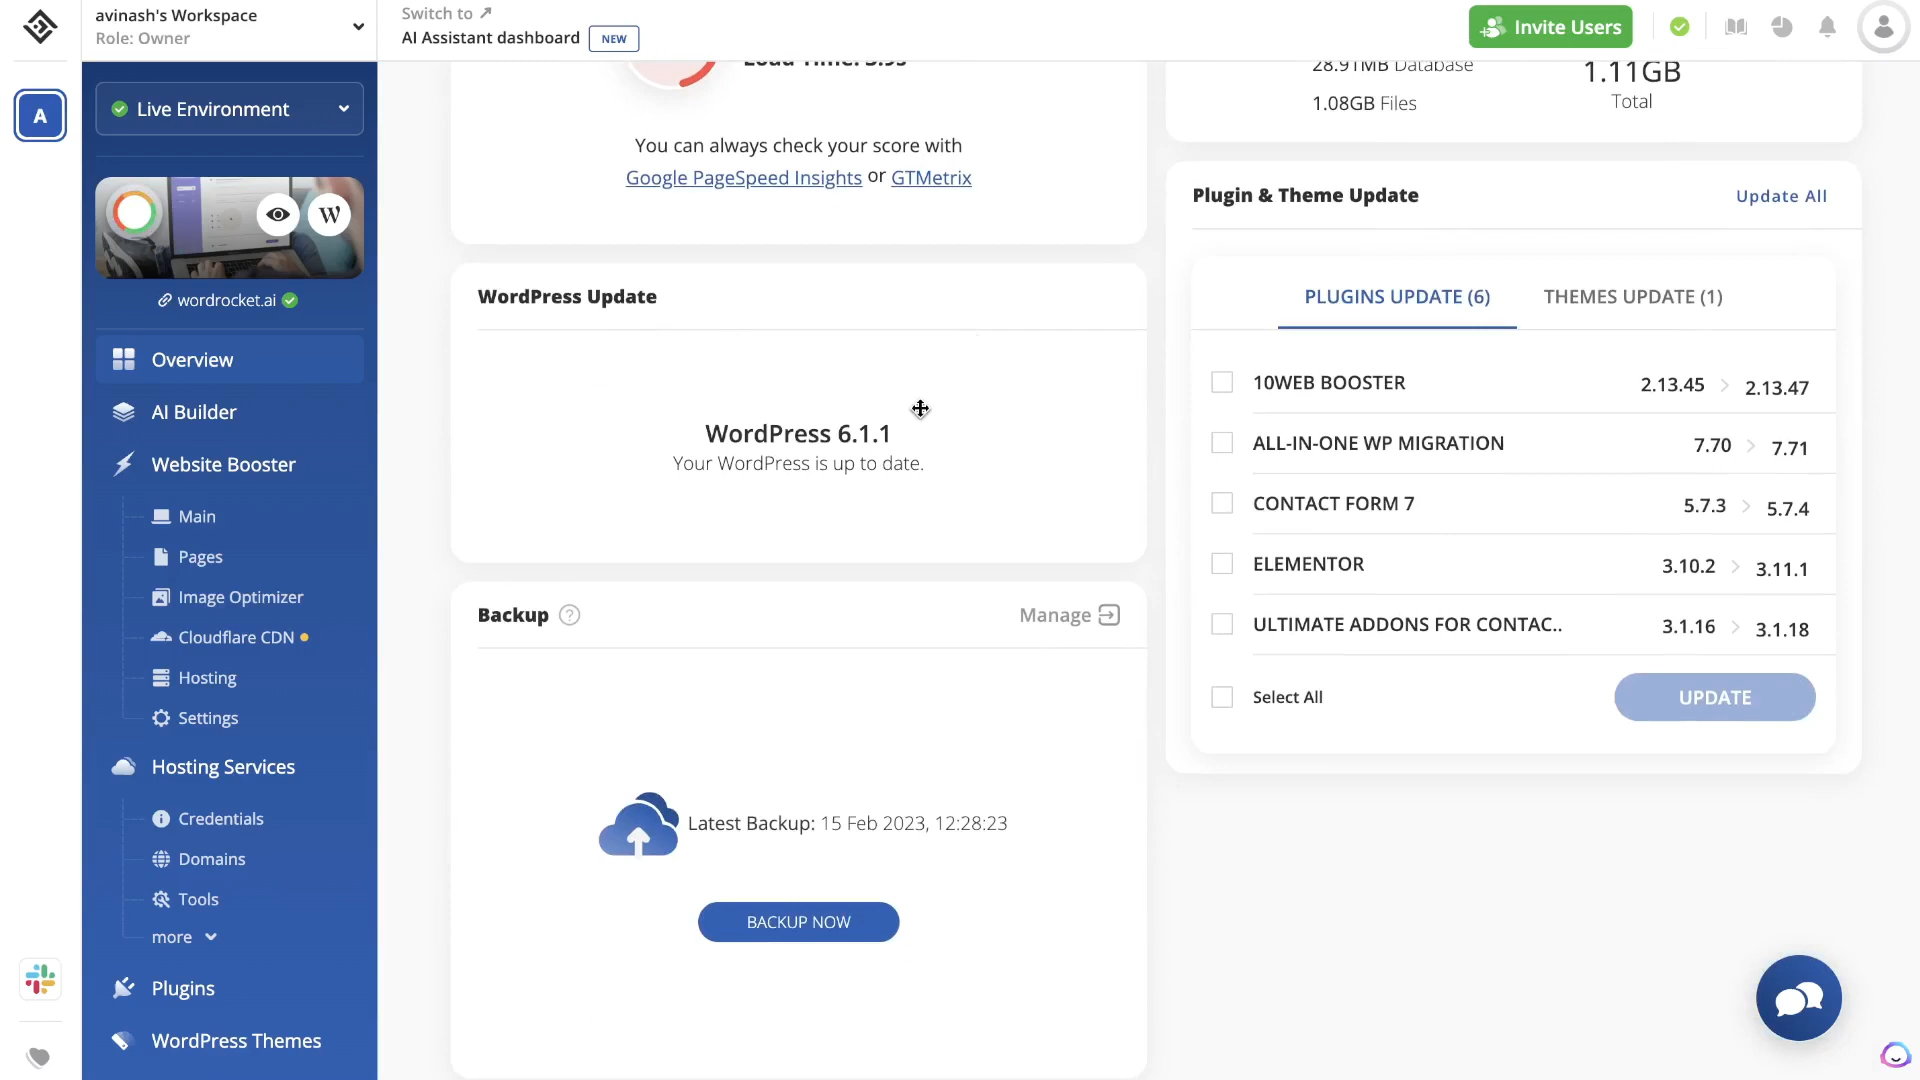 avinash's Workspace
Role: Owner
Switch to
AI Assistant dashboard
NEW
Invite Users
A
Live Environment
W
wordrocket.ai
Overview
AI Builder
Website Booster
Main
Pages
Image Optimizer
Cloudflare CDN
Hosting
Settings
Hosting Services
Credentials
Domains
Tools
more
Plugins
WordPress Themes
Load Time: 3.9s
You can always check your score with
Google PageSpeed Insights or GTMetrix
WordPress Update
WordPress 6.1.1
Your WordPress is up to date.
Backup ?
Manage
Latest Backup: 15 Feb 2023, 12:28:23
BACKUP NOW
28.91MB Database
1.08GB Files
1.11GB
Total
Plugin & Theme Update
Update All
PLUGINS UPDATE (6)
THEMES UPDATE (1)
10WEB BOOSTER 2.13.45 > 2.13.47
ALL-IN-ONE WP MIGRATION 7.70 > 7.71
CONTACT FORM 7 5.7.3 > 5.7.4
ELEMENTOR 3.10.2 > 3.11.1
ULTIMATE ADDONS FOR CONTAC.. 3.1.16 > 3.1.18
Select All
UPDATE